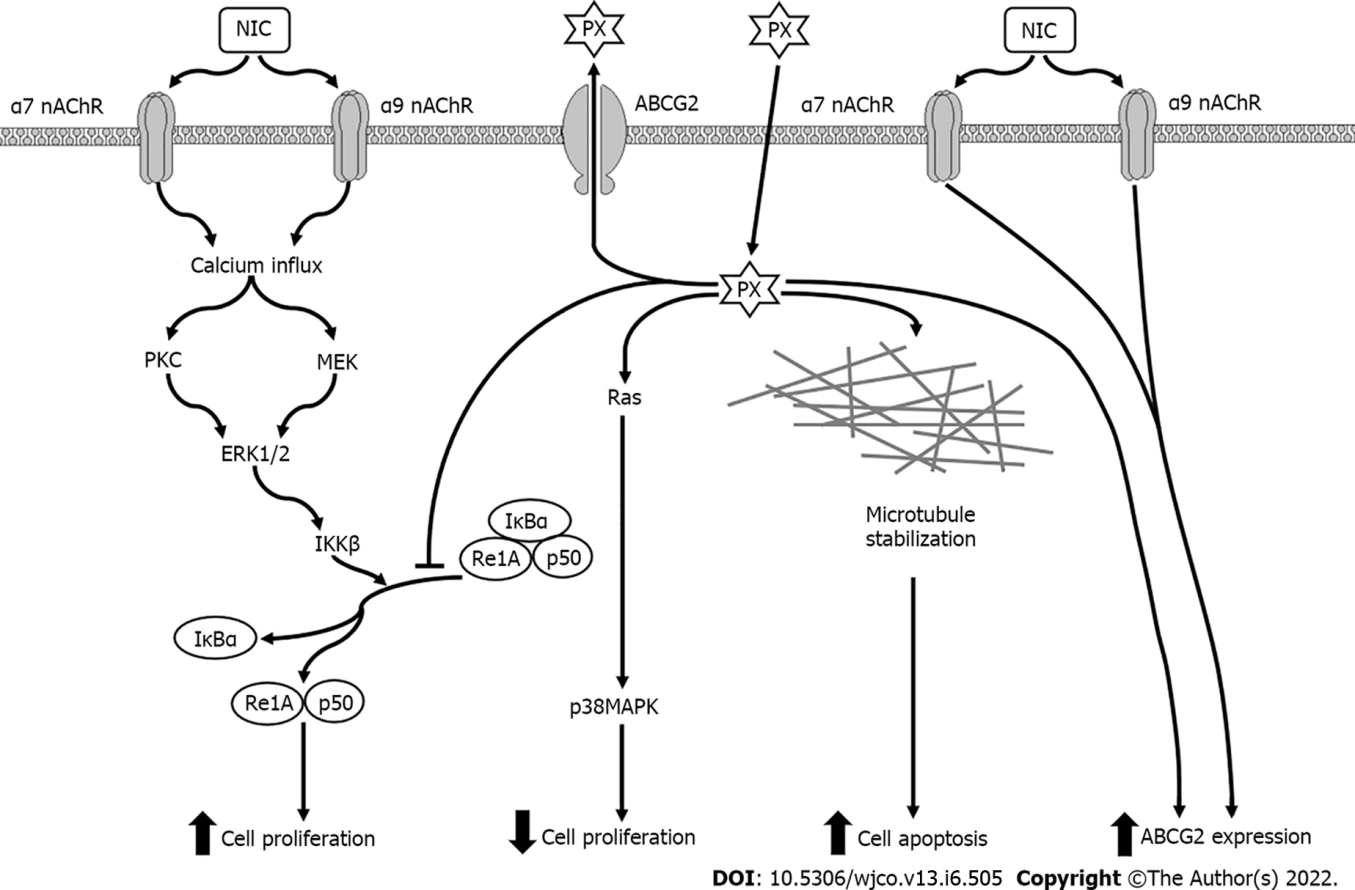 NIC
PX
PX
NIC
α7 nAChR
α9 nAChR
ABCG2
α7 nAChR
α9 nAChR
Calcium influx
PX
PKC
MEK
Ras
ERK1/2
Microtubule
stabilization
IκBα
Re1A
p50
IKKβ
IκBα
Re1A
p50
p38MAPK
Cell proliferation
Cell proliferation
Cell apoptosis
ABCG2 expression
DOI: 10.5306/wjco.v13.i6.505 Copyright ©The Author(s) 2022.